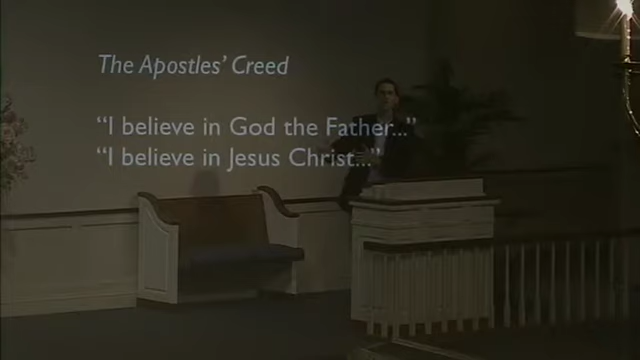 The Apostles' Creed
“I believe in God the Father...”
“I believe in Jesus Christ...”